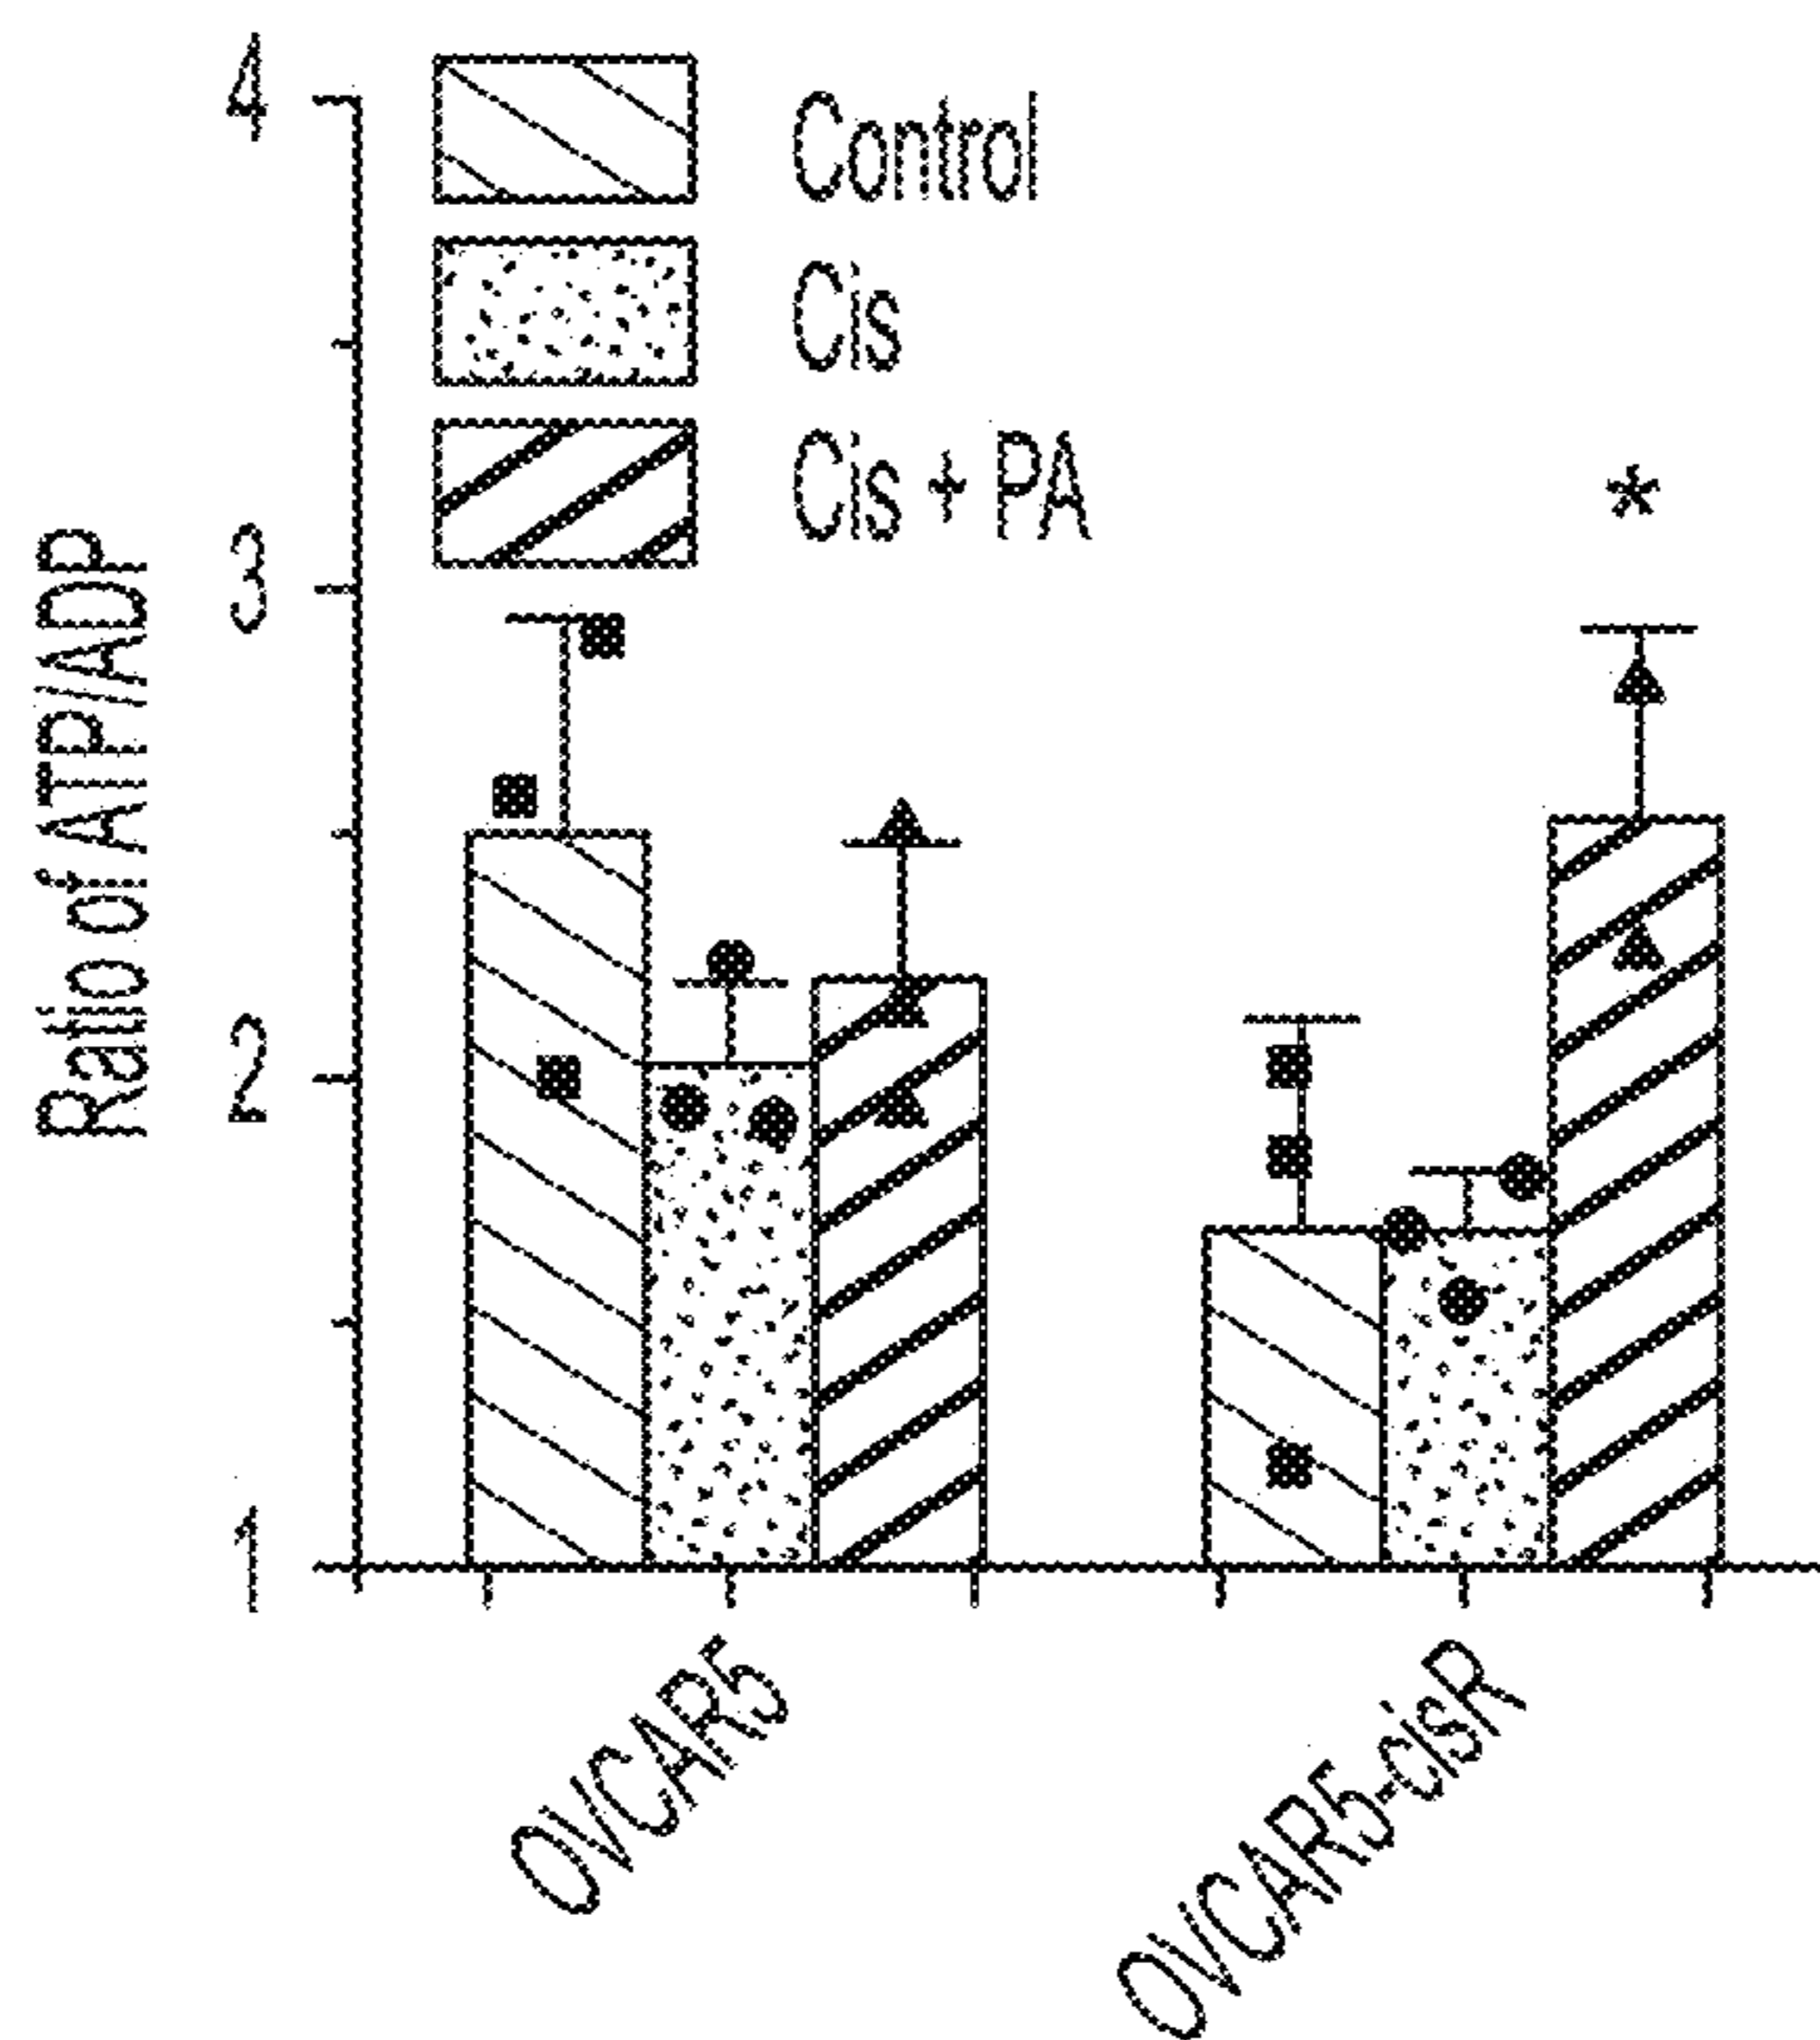 Ratio of ATP/ADP
4
3
2
1
Control
Cis
Cis + PA
*
OVCAR5
OVCAR5-cisR